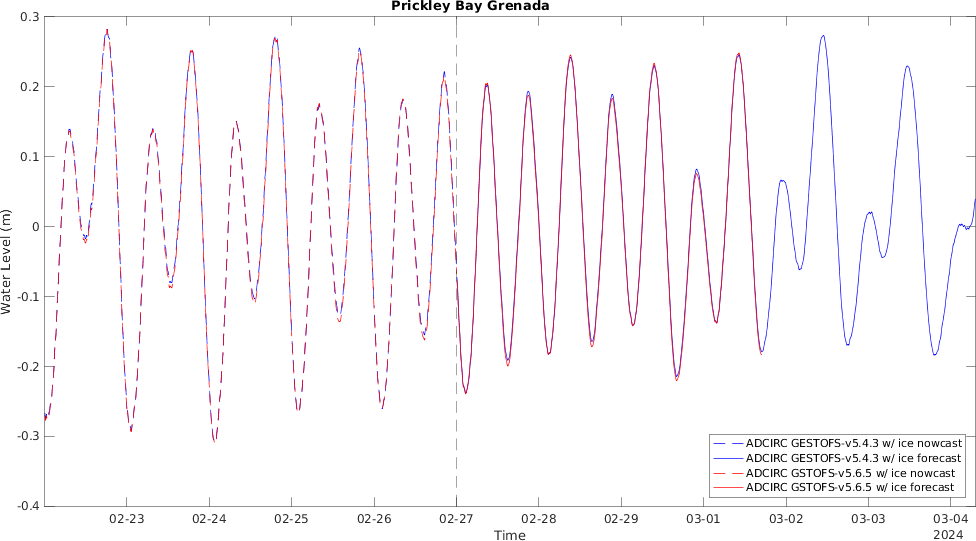 Prickley Bay Grenada
0.3
0.2
0.1
0
-0.1
-0.2
-0.3
-0.4
Water Level (m)
ADCIRC GESTOFS-v5.4.3 w/ ice nowcast
ADCIRC GESTOFS-v5.4.3 w/ ice forecast
ADCIRC GSTOFS-v5.6.5 w/ ice nowcast
ADCIRC GSTOFS-v5.6.5 w/ ice forecast
02-23 02-24 02-25 02-26 02-27 02-28 02-29 03-01 03-02 03-03 03-04
Time
2024